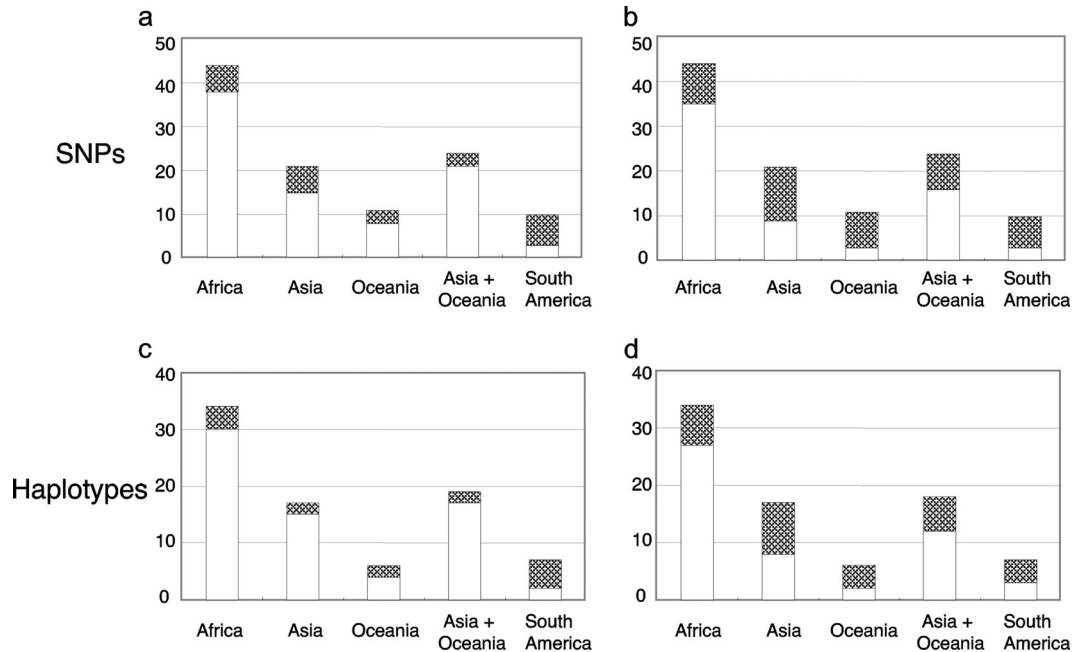 a
50
40
30
20
10
0
Africa
Asia
Oceania
Asia +
Oceania
South
America
b
50
40
30
20
10
0
Africa
Asia
Oceania
Asia +
Oceania
South
America
SNPs
c
40
30
20
10
0
Africa
Asia
Oceania
Asia +
Oceania
South
America
d
40
30
20
10
0
Africa
Asia
Oceania
Asia +
Oceania
South
America
Haplotypes